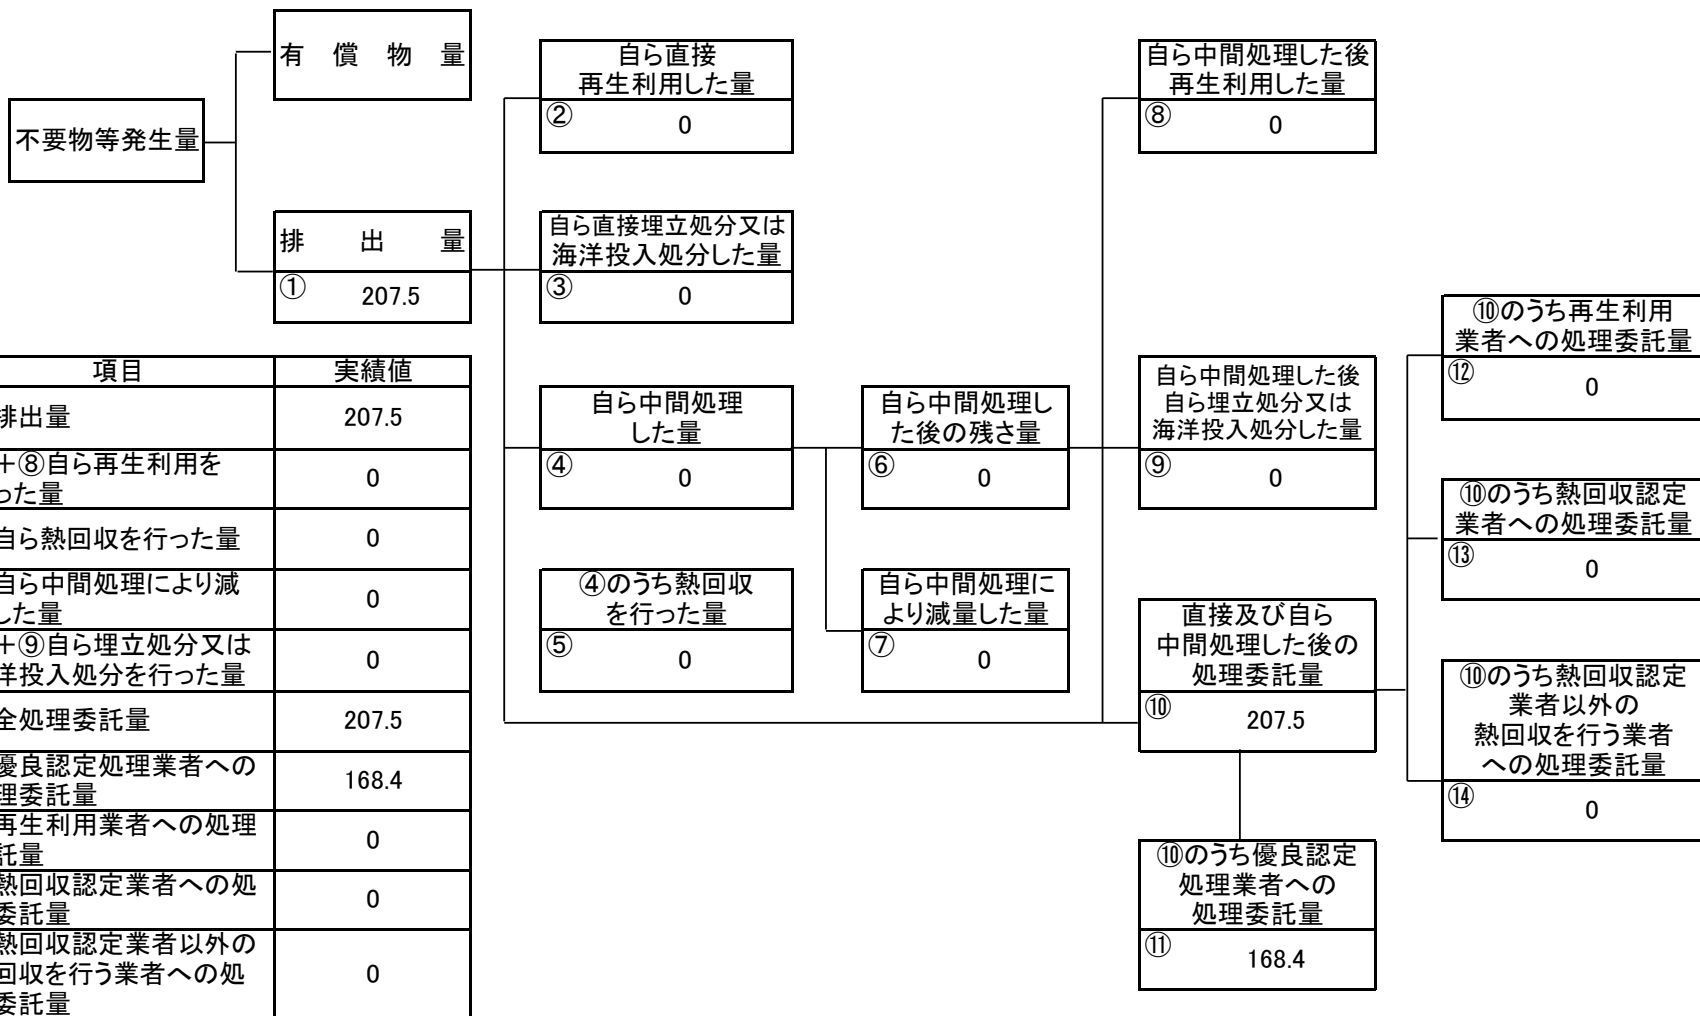 有償物量
不要物等発生量
排出量
①
207.5
自ら直接
再生利用した量
②
0
自ら直接埋立処分又は
海洋投入処分した量
③
0
自ら中間処理
した量
④
0
④のうち熱回収
を行った量
⑤
0
自ら中間処理し
た後の残さ量
⑥
0
自ら中間処理に
より減量した量
⑦
0
自ら中間処理した後
再生利用した量
⑧
0
自ら中間処理した後
自ら埋立処分又は
海洋投入処分した量
⑨
0
直接及び自ら
中間処理した後の
処理委託量
⑩
207.5
⑩のうち優良認定
処理業者への
処理委託量
⑪
168.4
⑩のうち再生利用
業者への処理委託量
⑫
0
⑩のうち熱回収認定
業者への処理委託量
⑬
0
⑩のうち熱回収認定
業者以外の
熱回収を行う業者
への処理委託量
⑭
0
項目 実績値
排出量 207.5
+⑧自ら再生利用を
った量
0
自ら熱回収を行った量 0
自ら中間処理により減
した量
0
+⑨自ら埋立処分又は
洋投入処分を行った量
0
全処理委託量 207.5
優良認定処理業者への
理委託量
168.4
再生利用業者への処理
託量
0
熱回収認定業者への処
委託量
0
熱回収認定業者以外の
回収を行う業者への処
委託量
0